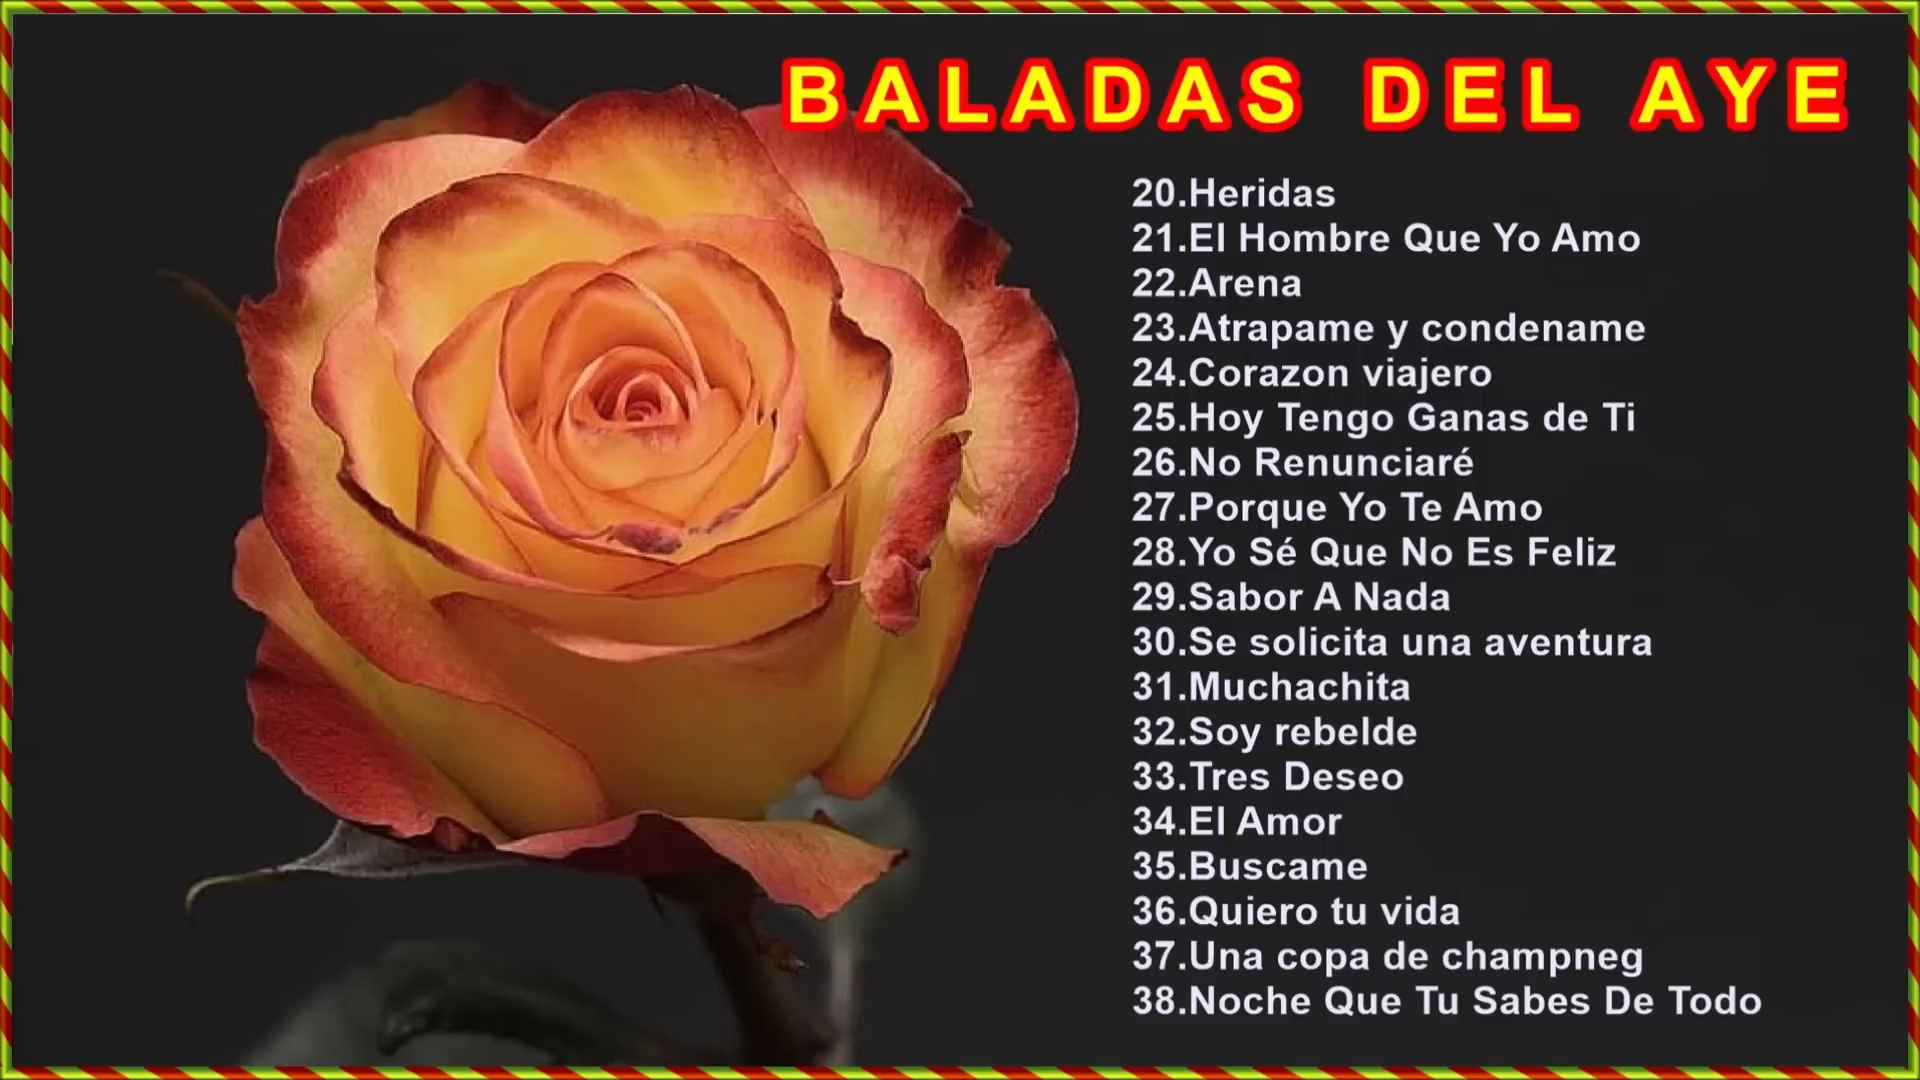 BALADAS DEL AYE
20.Heridas
21.El Hombre Que Yo Amo
22.Arena
23.Atrapame y condename
24.Corazon viajero
25.Hoy Tengo Ganas de Ti
26.No Renunciaré
27.Porque Yo Te Amo
28.Yo Sé Que No Es Feliz
29.Sabor A Nada
30.Se solicita una aventura
31.Muchachita
32.Soy rebelde
33.Tres Deseo
34.El Amor
35.Buscame
36.Quiero tu vida
37.Una copa de champneg
38.Noche Que Tu Sabes De Todo